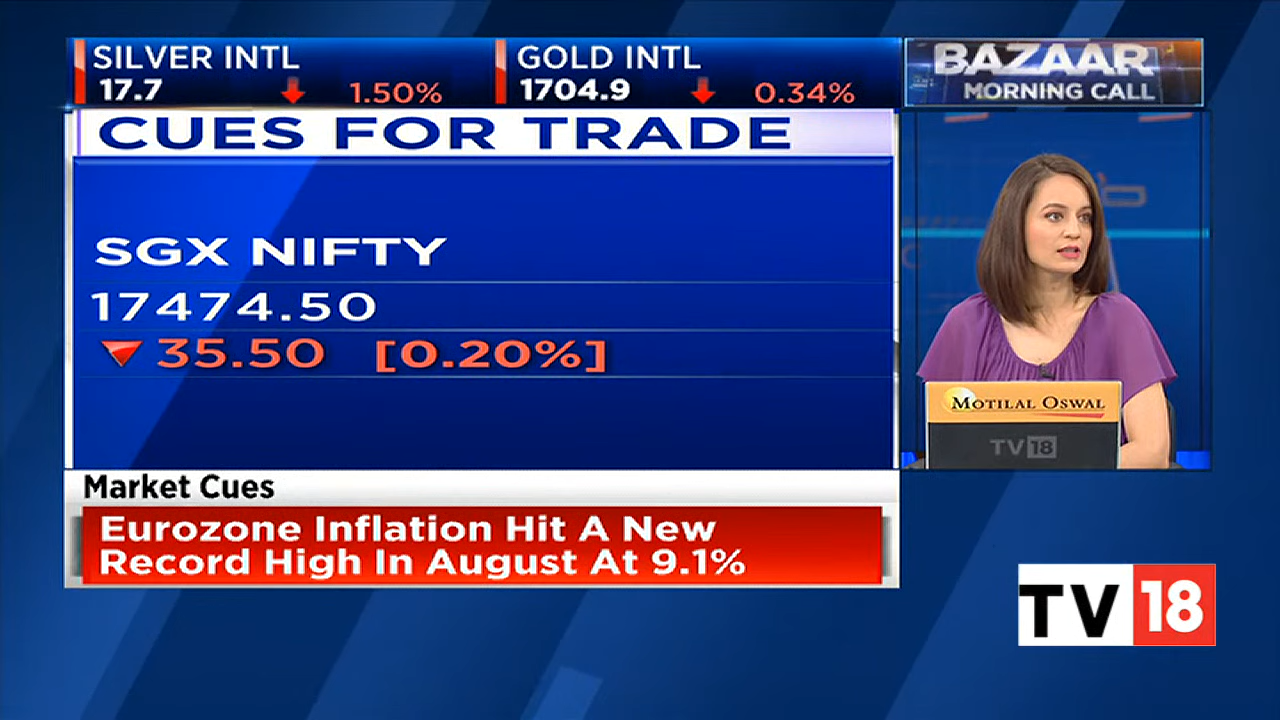 SILVER INTL
17.7 1.50%
GOLD INTL
1704.9 0.34%
BAZAAR
MORNING CALL
CUES FOR TRADE
SGX NIFTY
17474.50
35.50 [0.20%]
MOTILAL OSWAL
TV18
Market Cues
Eurozone Inflation Hit A New
Record High In August At 9.1%
TV18